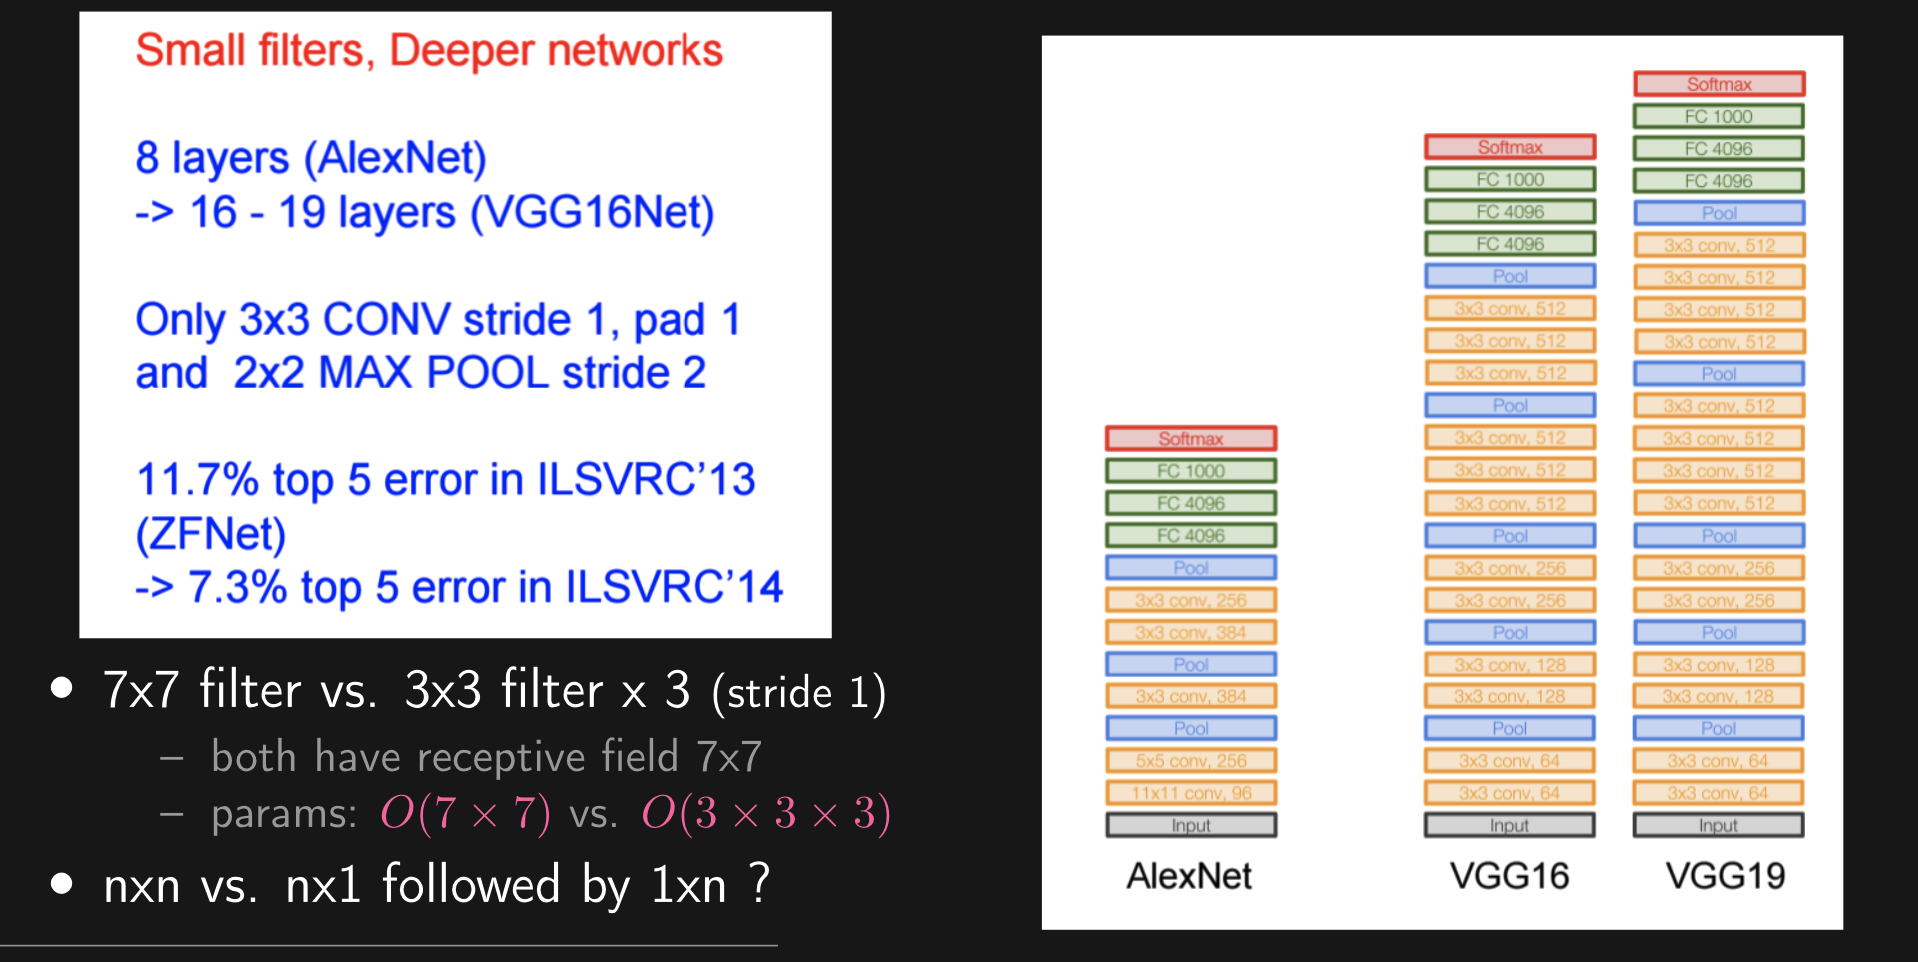 Small filters, Deeper networks
8 layers (AlexNet)
-> 16 - 19 layers (VGG16Net)
Only 3x3 CONV stride 1, pad 1
and 2x2 MAX POOL stride 2
11.7% top 5 error in ILSVRC'13
(ZFNet)
-> 7.3% top 5 error in ILSVRC'14
• 7x7 filter vs. 3x3 filter x 3 (stride 1)
– both have receptive field 7x7
– params: O(7 × 7) vs. O(3 × 3 × 3)
• nxn vs. nx1 followed by 1xn ?
Softmax
FC 1000
FC 4096
FC 4096
Pool
3x3 conv, 256
3x3 conv, 384
Pool
3x3 conv, 384
Pool
5x5 conv, 256
11x11 conv, 96
Input
AlexNet
Softmax
FC 1000
FC 4096
FC 4096
Pool
3x3 conv, 512
3x3 conv, 512
3x3 conv, 512
Pool
3x3 conv, 512
3x3 conv, 512
3x3 conv, 512
Pool
3x3 conv, 256
3x3 conv, 256
Pool
3x3 conv, 128
3x3 conv, 128
Pool
3x3 conv, 64
3x3 conv, 64
Input
VGG16
Softmax
FC 1000
FC 4096
FC 4096
Pool
3x3 conv, 512
3x3 conv, 512
3x3 conv, 512
3x3 conv, 512
Pool
3x3 conv, 512
3x3 conv, 512
3x3 conv, 512
3x3 conv, 512
Pool
3x3 conv, 256
3x3 conv, 256
Pool
3x3 conv, 128
3x3 conv, 128
Pool
3x3 conv, 64
3x3 conv, 64
Input
VGG19